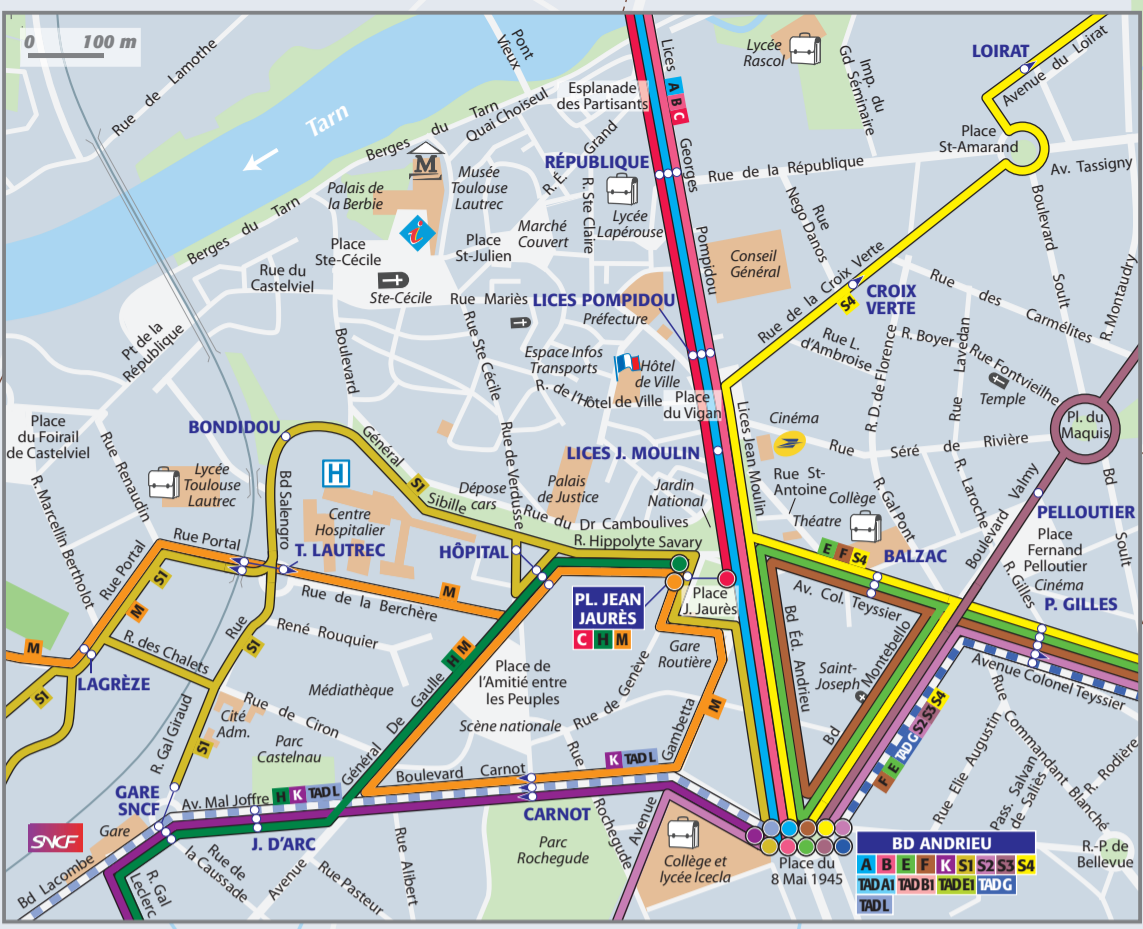 0 100 m
Rue de Lamothe
Tarn
Pont
Vieux
Berges du Tarn
Quai Choiseul
Esplanade
des Partisants
Lices Georges Pompidou
A B C
Lycée
Rascol
Gd Séminaire
Imp. du
LOIRAT
Avenue du Loirat
Place
St-Amarand
Av. Tassigny
RÉPUBLIQUE
Rue de la République
R. É. Grand
R. Ste Claire
Lycée
Lapérouse
M
Musée
Toulouse
Lautrec
Palais de
la Berbie
i
Berges du Tarn
Place
Ste-Cécile
Place
St-Julien
Marché
Couvert
Rue du
Castelviel
Ste-Cécile
Rue Mariès
LICES POMPIDOU
Préfecture
Conseil
Général
Rue
Nego Danos
Boulevard Soult
R. Montaudry
Rue de la Croix Verte
S4
CROIX
VERTE
Rue des Carmélites
Pt de la
République
Boulevard
Rue Ste Cécile
Espace Infos
Transports
Hôtel
de Ville
R. de l'Hôtel de Ville
Place
du Vigan
Rue L.
d'Ambroise
R. D. de Florence
R. Boyer
Rue Lavedan
Rue Fontvieilhe
Temple
Pl. du
Maquis
Place
du Foirail
de Castelviel
Rue Renaudin
BONDIDOU
Général Sibille
S1
Cinéma
Lices Jean Moulin
Rue Séré de Rivière
LICES J. MOULIN
Lycée
Toulouse
Lautrec
R. Marcellin Bertholot
Bd Salengro
H
Centre
Hospitalier
Rue de Verdusse
Dépose
cars
Palais
de Justice
Jardin
National
Rue St-
Antoine
Théatre
Collège
R. Gal Pont
R. Laroche
Boulevard Valmy
Bd Soult
PELLOUTIER
Place
Fernand
Pelloutier
Cinéma
R. Gilles
P. GILLES
Rue du Dr Camboulives
R. Hippolyte Savary
Rue Portal
T. LAUTREC
HÔPITAL
E F S4
BALZAC
Rue Portal
S1
M
Rue de la Berchère
M
PL. JEAN
JAURÈS
C H M
Place
J. Jaurès
Av. Col. Teyssier
Bd Éd. Andrieu
Bd Montebello
Saint-
Joseph
Avenue Colonel Teyssier
M
R. des Chalets
Rue
S1
René Rouquier
H M
Gare
Routière
LAGRÈZE
S1
Médiathèque
Place de
l'Amitié entre
les Peuples
Rue de Genève
M
Gambetta
Cité
Adm.
Rue de Ciron
Scène nationale
F E TAD G S2 S3 S4
Rue Commandant Blanché
R. Gal Giraud
S1
Parc
Castelnau
Général De Gaulle
Rue
K TAD L
Rue Elie Augustin
Pass. Salvan
de Saliès
R. Rodière
GARE
SNCF
Av. Mal Joffre
H K TAD L
Boulevard Carnot
CARNOT
SNCF
Gare
J. D'ARC
Rochegude
Avenue
BD ANDRIEU
A B E F K S1 S2 S3 S4
TAD A1 TAD B1 TAD E1 TAD G
TAD L
R.-P. de
Bellevue
Bd Lacombe
R. Gal
Leclerc
Rue de
la Caussade
Avenue
Rue Pasteur
Rue Alibert
Parc
Rochegude
Collège et
lycée Icecla
Place du
8 Mai 1945